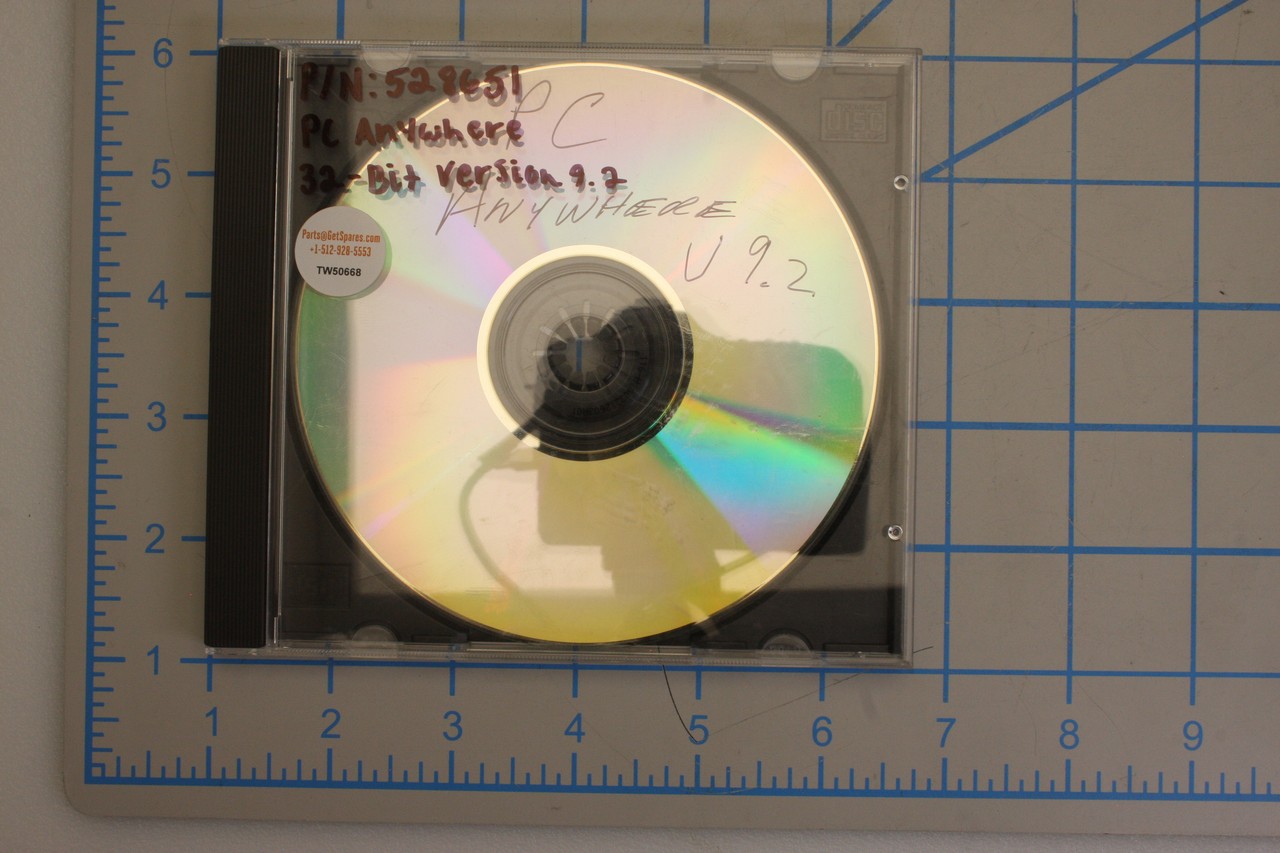 P/N: 528651
PC Anywhere
32-Bit Version 9.2
PC
ANYWHERE
V 9.2
Parts@GetSpares.com
+1-512-928-5553
TW50668
disc
6
5
4
3
2
1
1 2 3 4 5 6 7 8 9